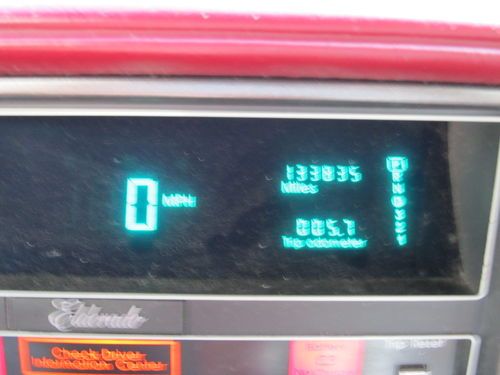 133835
Miles
0 MPH
005.7
Trip odometer
P
R
N
D
3
2
1
Eldorado
Check Driver
Information Center
Trip Reset